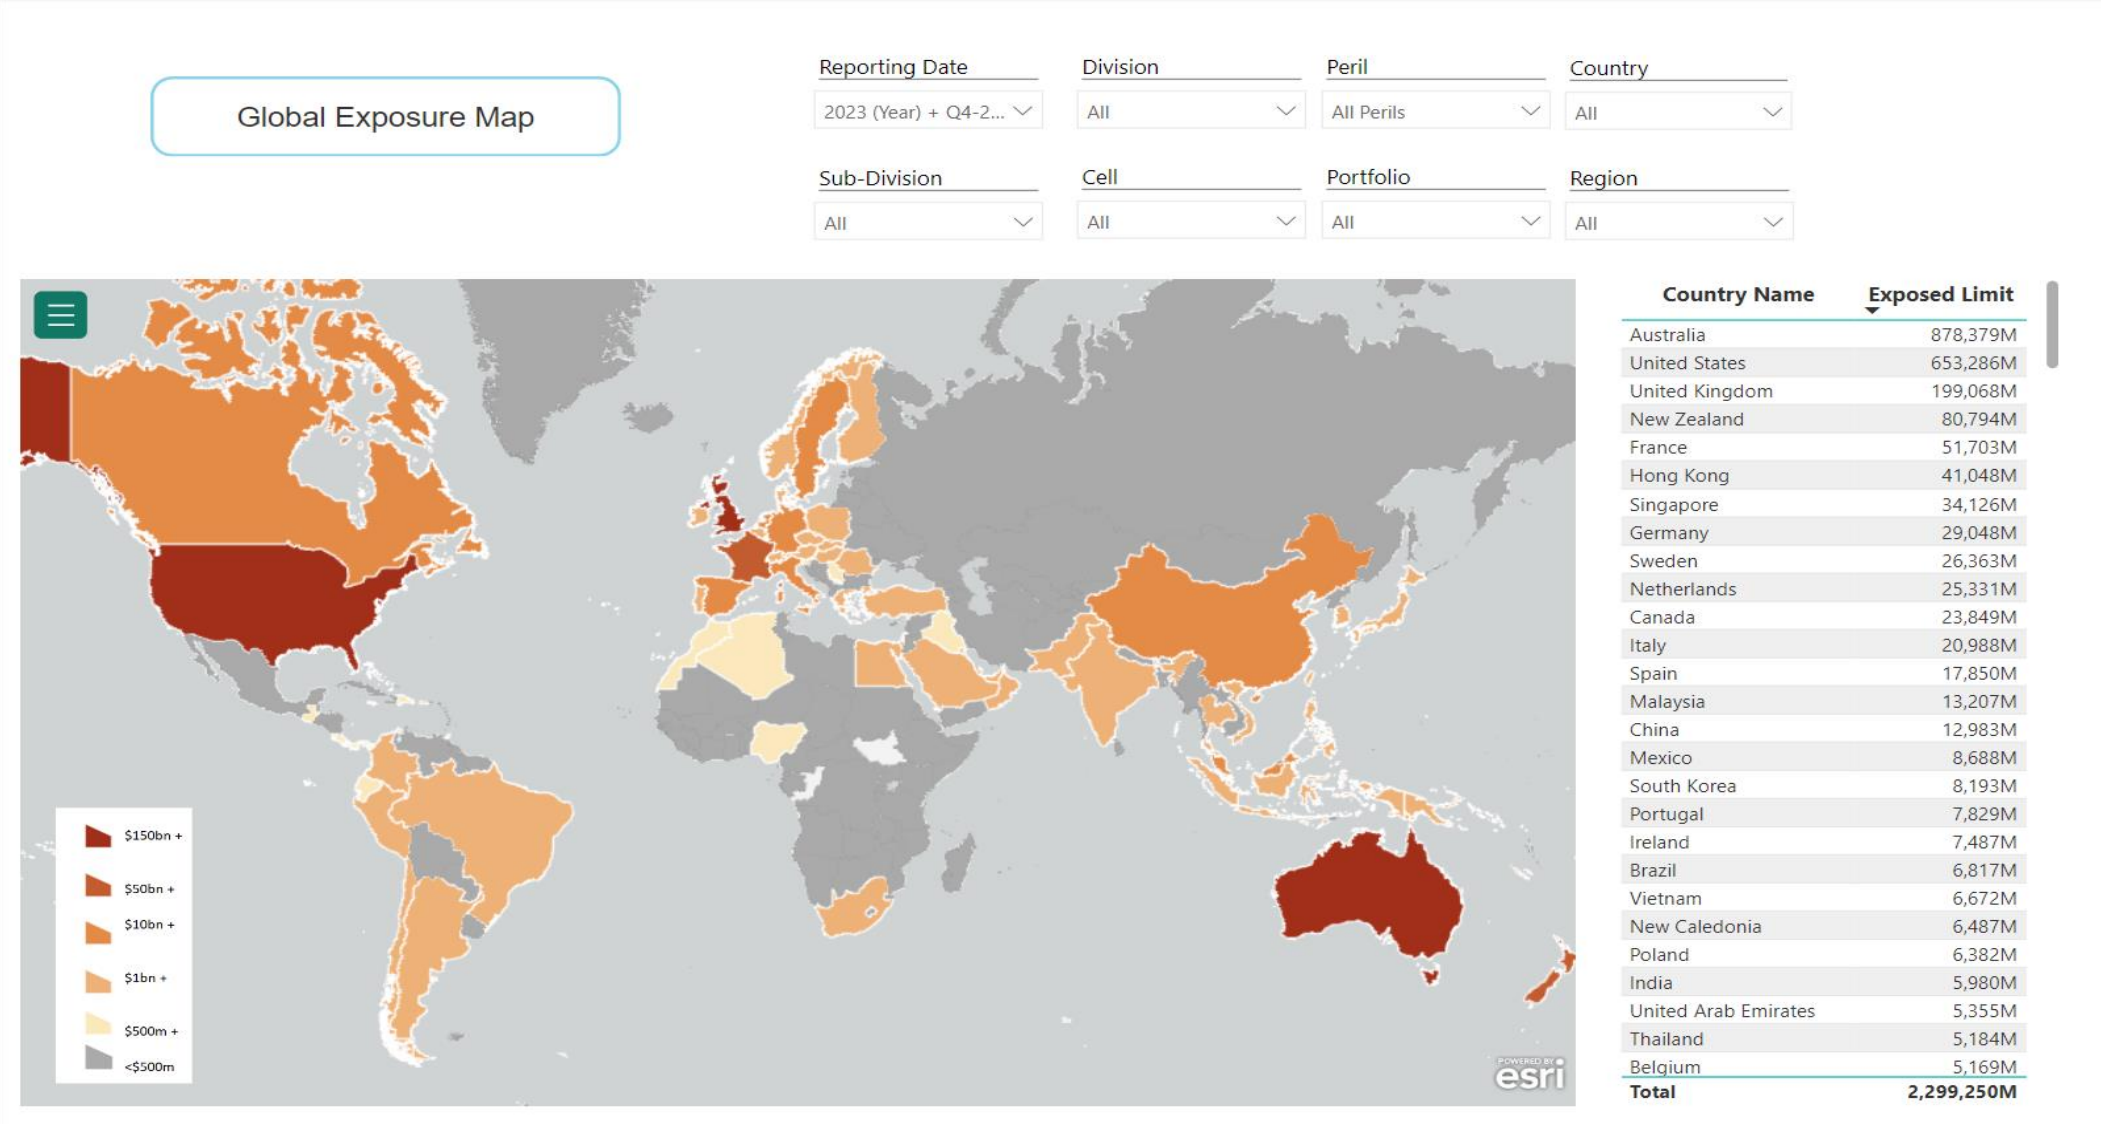 Global Exposure Map
Reporting Date
2023 (Year) + Q4-2...
Division
All
Peril
All Perils
Country
All
Sub-Division
All
Cell
All
Portfolio
All
Region
All
$150bn +
$50bn +
$10bn +
$1bn +
$500m +
<$500m
POWERED BY
esri
Country Name Exposed Limit
Australia 878,379M
United States 653,286M
United Kingdom 199,068M
New Zealand 80,794M
France 51,703M
Hong Kong 41,048M
Singapore 34,126M
Germany 29,048M
Sweden 26,363M
Netherlands 25,331M
Canada 23,849M
Italy 20,988M
Spain 17,850M
Malaysia 13,207M
China 12,983M
Mexico 8,688M
South Korea 8,193M
Portugal 7,829M
Ireland 7,487M
Brazil 6,817M
Vietnam 6,672M
New Caledonia 6,487M
Poland 6,382M
India 5,980M
United Arab Emirates 5,355M
Thailand 5,184M
Belgium 5,169M
Total 2,299,250M